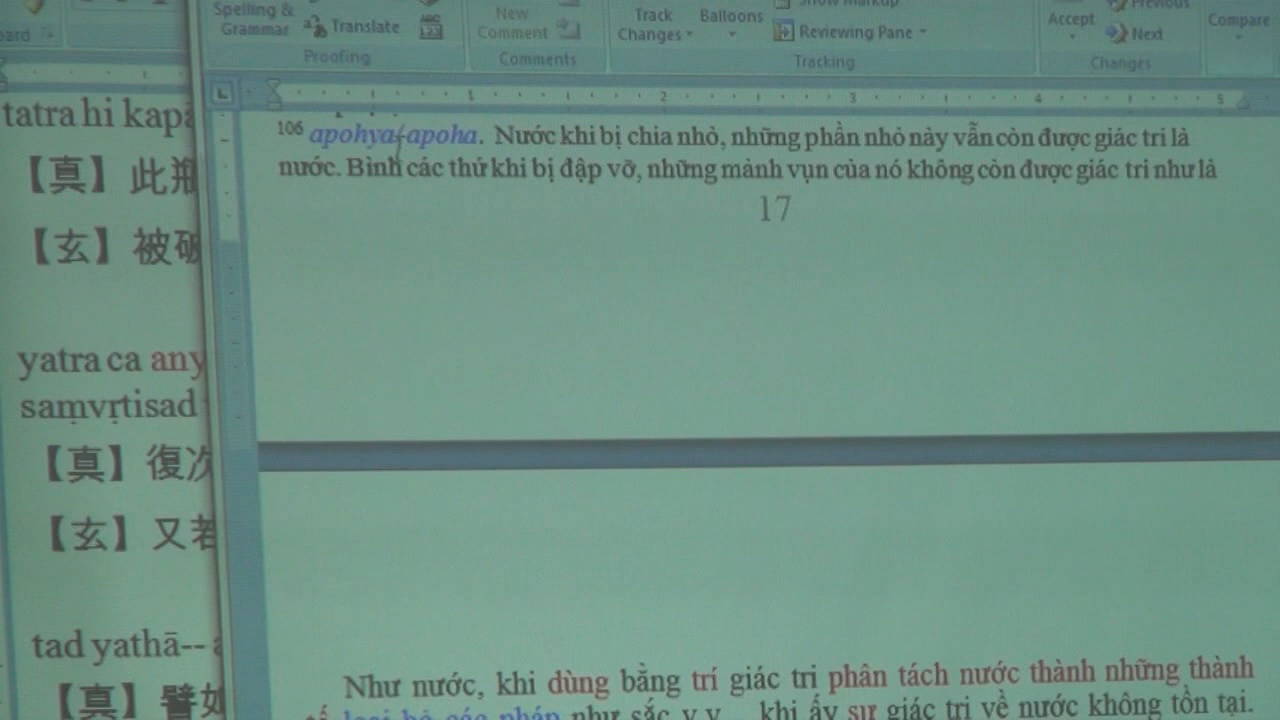 Spelling &
Grammar
Translate
Proofing
New
Comment
Comments
Track
Changes
Balloons
Reviewing Pane
Tracking
Accept
Previous
Next
Changes
Compare
tatra hi
【真】此瓶
【玄】被破
yatra ca
saṃvṛtisad
【真】復次
【玄】又若
tad yathā--
【真】譬如
106 apohya-apoha. Nước khi bị chia nhỏ, những phần nhỏ này vẫn còn được giác tri là
nước. Bình các thứ khi bị đập vỡ, những mảnh vụn của nó không còn được giác tri như là
17
Như nước, khi dùng bằng trí giác tri phân tách nước thành những thành
như sắc v.v... khi ấy sự giác tri về nước không tồn tại.